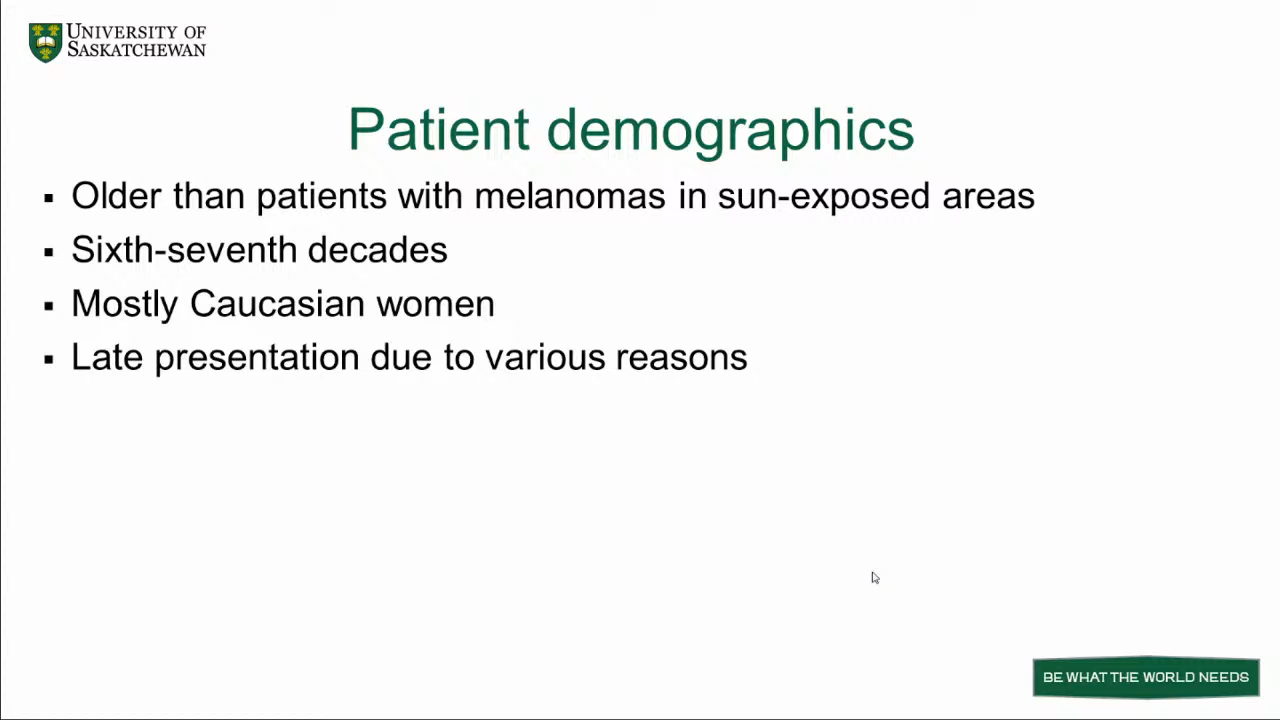 UNIVERSITY OF
SASKATCHEWAN
Patient demographics
▪ Older than patients with melanomas in sun-exposed areas
▪ Sixth-seventh decades
▪ Mostly Caucasian women
▪ Late presentation due to various reasons
BE WHAT THE WORLD NEEDS